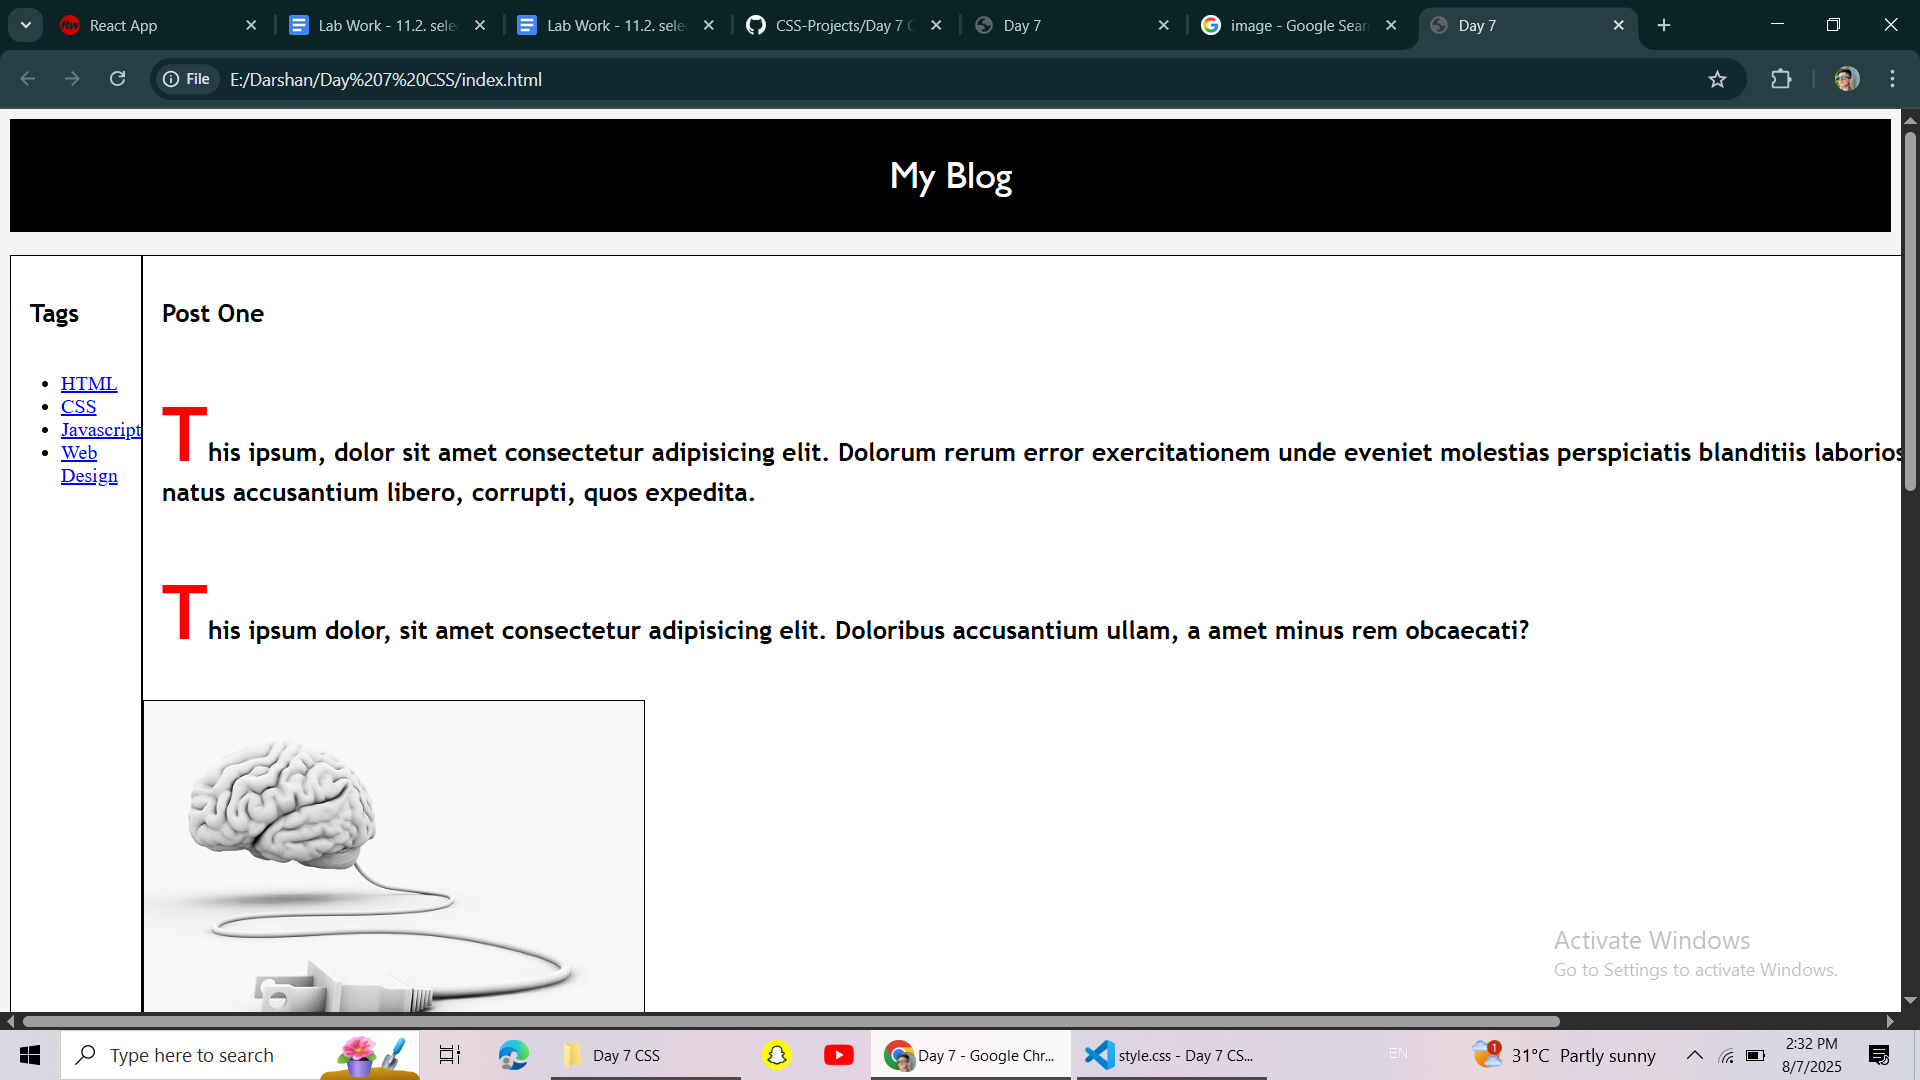 React App
Lab Work - 11.2. sele
Lab Work - 11.2. sele
CSS-Projects/Day 7 C
Day 7
image - Google Sear
Day 7
File
E:/Darshan/Day%207%20CSS/index.html
My Blog
Tags
HTML
CSS
Javascript
Web
Design
Post One
This ipsum, dolor sit amet consectetur adipisicing elit. Dolorum rerum error exercitationem unde eveniet molestias perspiciatis blanditiis laborios
natus accusantium libero, corrupti, quos expedita.
This ipsum dolor, sit amet consectetur adipisicing elit. Doloribus accusantium ullam, a amet minus rem obcaecati?
Activate Windows
Go to Settings to activate Windows.
Type here to search
Day 7 CSS
Day 7 - Google Chr...
style.css - Day 7 CS...
EN
1
31°C Partly sunny
2:32 PM
8/7/2025